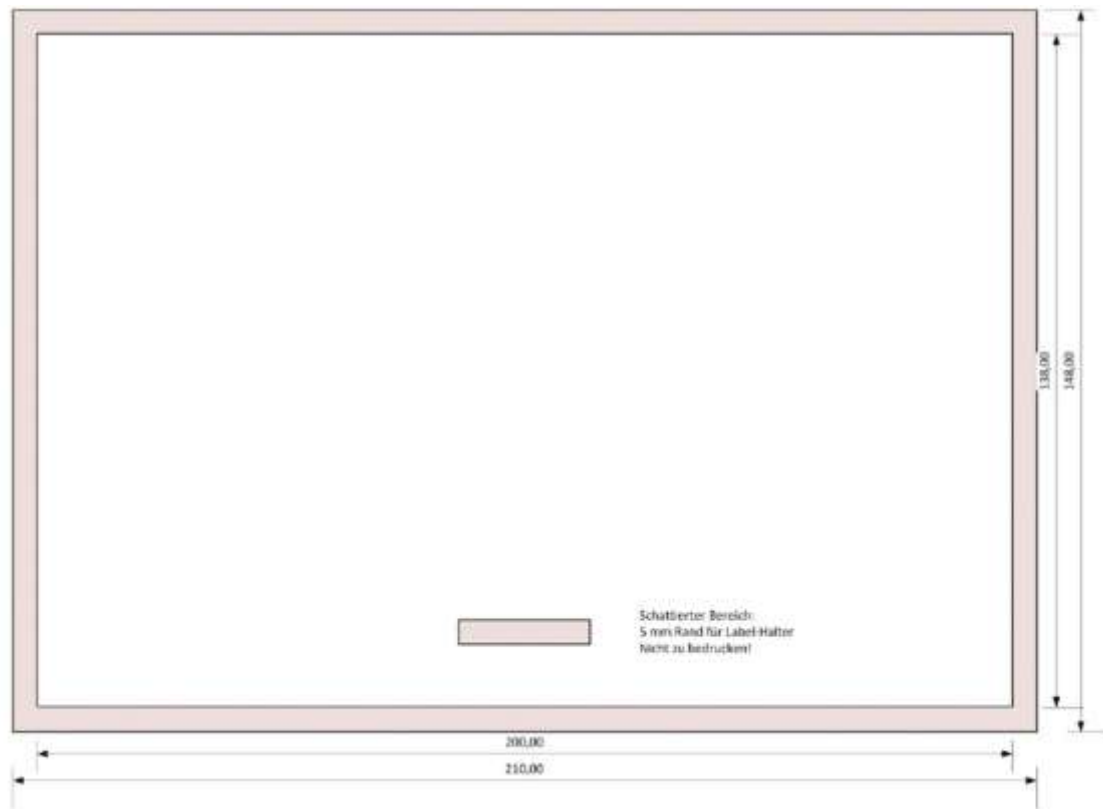 138,00
148,00
Schattierter Bereich:
5 mm Rand für Label-Halter
Nicht zu bedrucken!
200,00
210,00